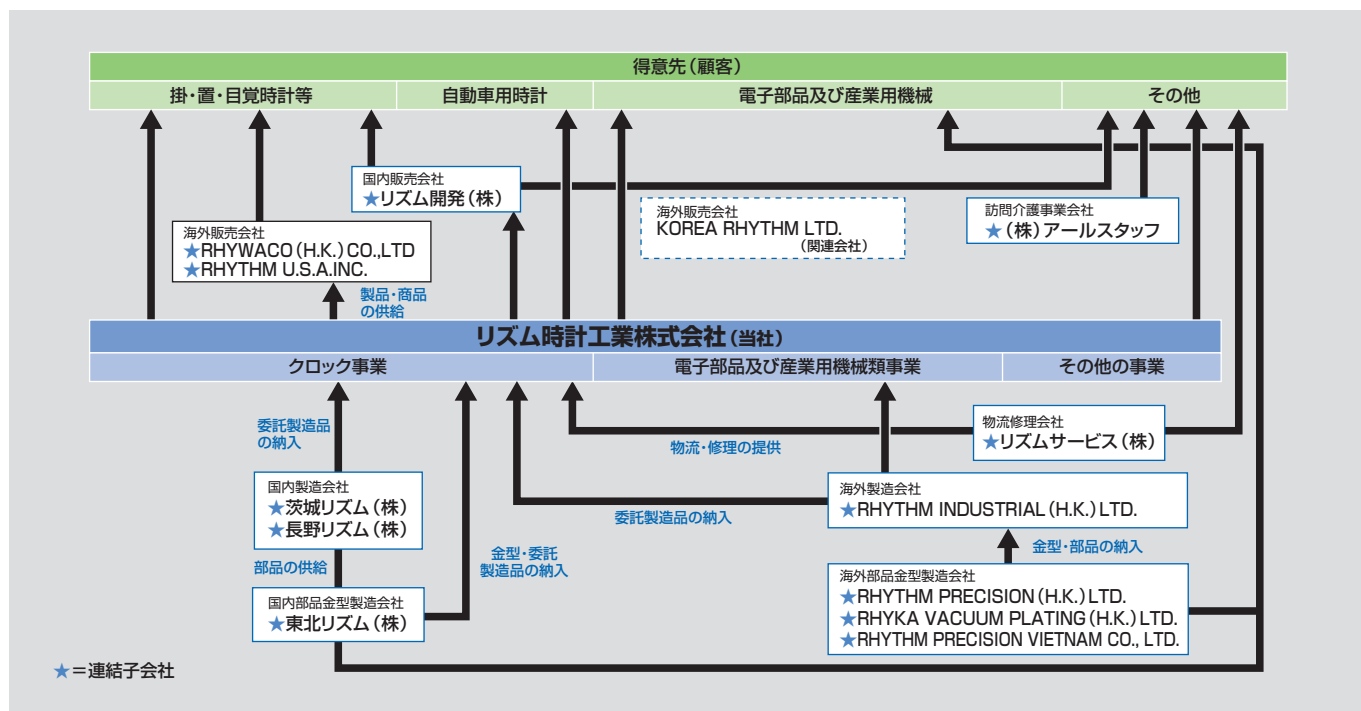 得意先(顧客)
掛・置・目覚時計等
自動車用時計
電子部品及び産業用機械
その他
国内販売会社
★リズム開発(株)
海外販売会社
KOREA RHYTHM LTD.
(関連会社)
訪問介護事業会社
★(株)アールスタッフ
海外販売会社
★RHYWACO(H.K.)CO.,LTD
★RHYTHM U.S.A.INC.
製品・商品
の供給
リズム時計工業株式会社(当社)
クロック事業
電子部品及び産業用機械類事業
その他の事業
委託製造品
の納入
物流・修理の提供
物流修理会社
★リズムサービス(株)
国内製造会社
★茨城リズム(株)
★長野リズム(株)
委託製造品の納入
海外製造会社
★RHYTHM INDUSTRIAL(H.K.)LTD.
部品の供給
金型・委託
製造品の納入
金型・部品の納入
国内部品金型製造会社
★東北リズム(株)
海外部品金型製造会社
★RHYTHM PRECISION(H.K.)LTD.
★RHYKA VACUUM PLATING(H.K.)LTD.
★RHYTHM PRECISION VIETNAM CO., LTD.
★=連結子会社